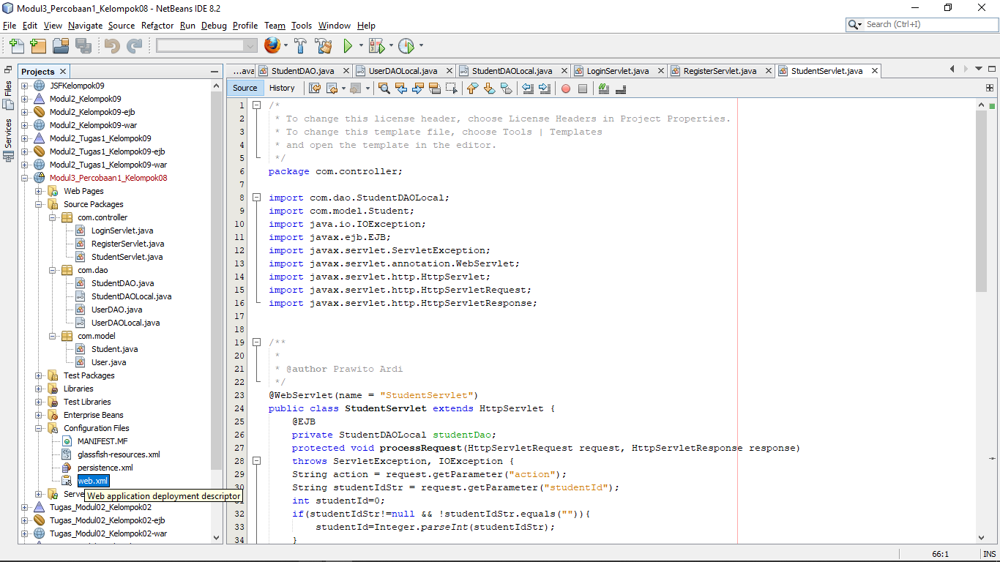 Modul3_Percobaan1_Kelompok08 - NetBeans IDE 8.2
File Edit View Navigate Source Refactor Run Debug Profile Team Tools Window Help
Search (Ctrl+I)
Files
Services
Projects
JSFKelompok09
Modul2_Kelompok09
Modul2_Kelompok09-ejb
Modul2_Kelompok09-war
Modul2_Tugas1_Kelompok09
Modul2_Tugas1_Kelompok09-ejb
Modul2_Tugas1_Kelompok09-war
Modul3_Percobaan1_Kelompok08
Web Pages
Source Packages
com.controller
LoginServlet.java
RegisterServlet.java
StudentServlet.java
com.dao
StudentDAO.java
StudentDAOLocal.java
UserDAO.java
UserDAOLocal.java
com.model
Student.java
User.java
Test Packages
Libraries
Test Libraries
Enterprise Beans
Configuration Files
MANIFEST.MF
glassfish-resources.xml
persistence.xml
web.xml
Serve
Web application deployment descriptor
Tugas_Modul02_Kelompok02
Tugas_Modul02_Kelompok02-ejb
Tugas_Modul02_Kelompok02-war
...ava StudentDAO.java UserDAOLocal.java StudentDAOLocal.java LoginServlet.java RegisterServlet.java StudentServlet.java
Source History
1 /*
2 * To change this license header, choose License Headers in Project Properties.
3 * To change this template file, choose Tools | Templates
4 * and open the template in the editor.
5 */
6 package com.controller;
7
8 import com.dao.StudentDAOLocal;
9 import com.model.Student;
10 import java.io.IOException;
11 import javax.ejb.EJB;
12 import javax.servlet.ServletException;
13 import javax.servlet.annotation.WebServlet;
14 import javax.servlet.http.HttpServlet;
15 import javax.servlet.http.HttpServletRequest;
16 import javax.servlet.http.HttpServletResponse;
17
18
19 /**
20 *
21 * @author Prawito Ardi
22 */
23 @WebServlet(name = "StudentServlet")
24 public class StudentServlet extends HttpServlet {
25 @EJB
26 private StudentDAOLocal studentDao;
27 protected void processRequest(HttpServletRequest request, HttpServletResponse response)
28 throws ServletException, IOException {
29 String action = request.getParameter("action");
30 String studentIdStr = request.getParameter("studentId");
31 int studentId=0;
32 if(studentIdStr!=null && !studentIdStr.equals("")){
33 studentId=Integer.parseInt(studentIdStr);
34 }
66:1 INS